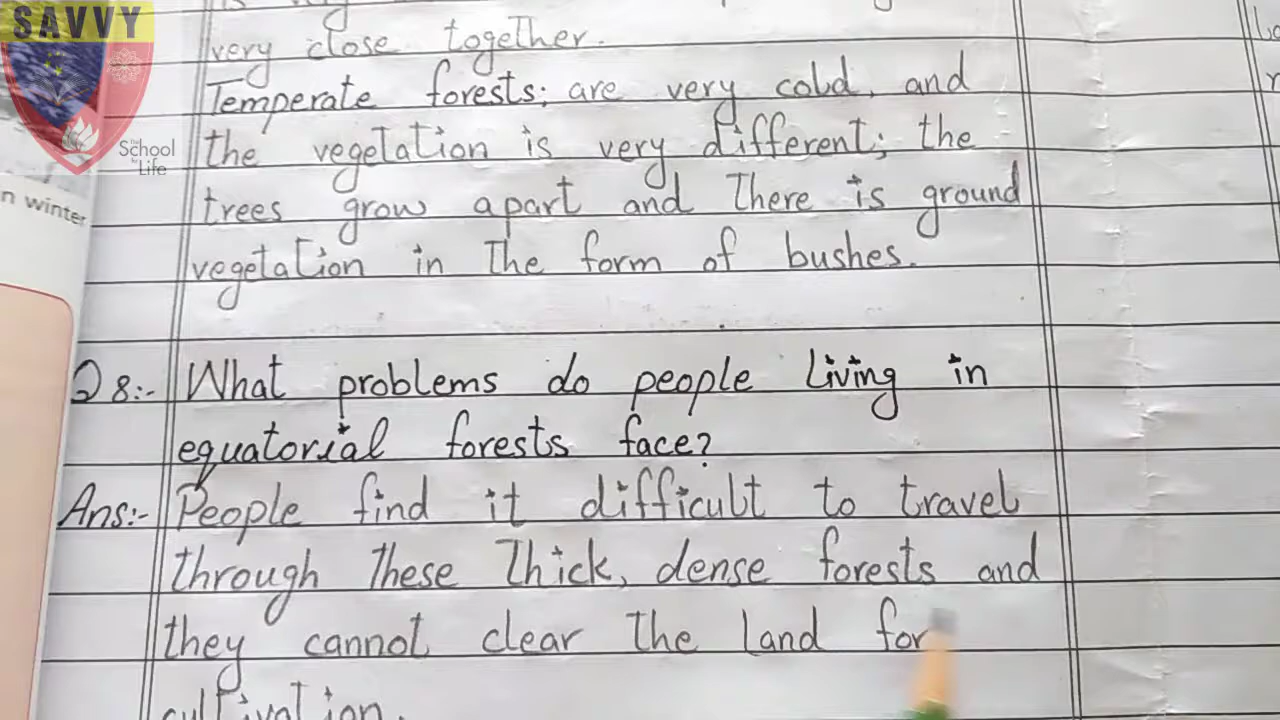 SAVVY
The School for Life
n winter
very close together.
Temperate forests: are very cold, and
the vegetation is very different; the
trees grow apart and there is ground
vegetation in the form of bushes.
Q8:- What problems do people living in
equatorial forests face?
Ans:- People find it difficult to travel
through these thick, dense forests and
they cannot clear the land for
cultivation.